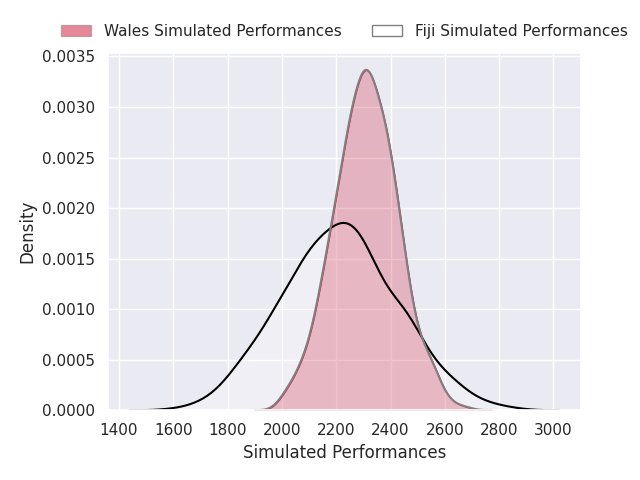 Wales Simulated Performances Fiji Simulated Performances
0.0035
0.0030
0.0025
0.0020
0.0015
0.0010
0.0005
0.0000
Density
1400 1600 1800 2000 2200 2400 2600 2800 3000
Simulated Performances